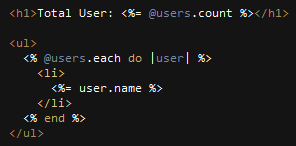 <h1>Total User: <%= @users.count %></h1>

<ul>
  <% @users.each do |user| %>
    <li>
      <%= user.name %>
    </li>
  <% end %>
</ul>